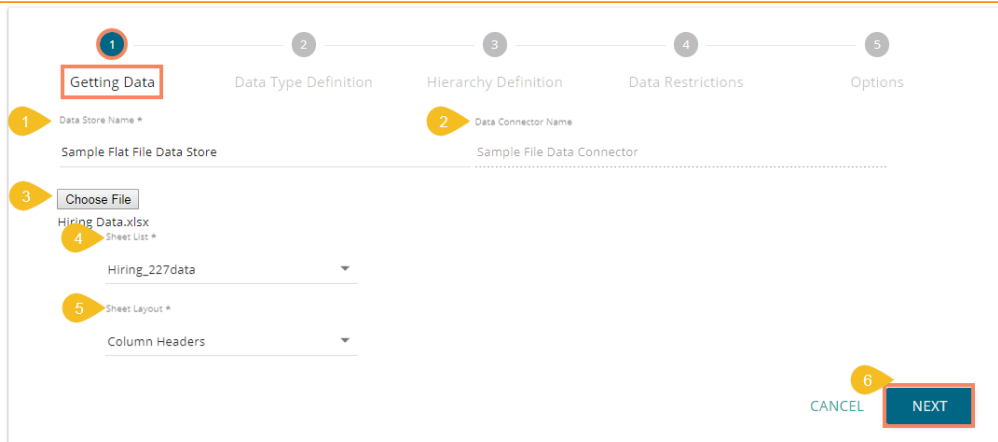 1 2 3 4 5
Getting Data Data Type Definition Hierarchy Definition Data Restrictions Options
1 Data Store Name * 2 Data Connector Name
Sample Flat File Data Store Sample File Data Connector
3 Choose File
Hiring Data.xlsx
4 Sheet List *
Hiring_227data
5 Sheet Layout *
Column Headers
6
CANCEL NEXT